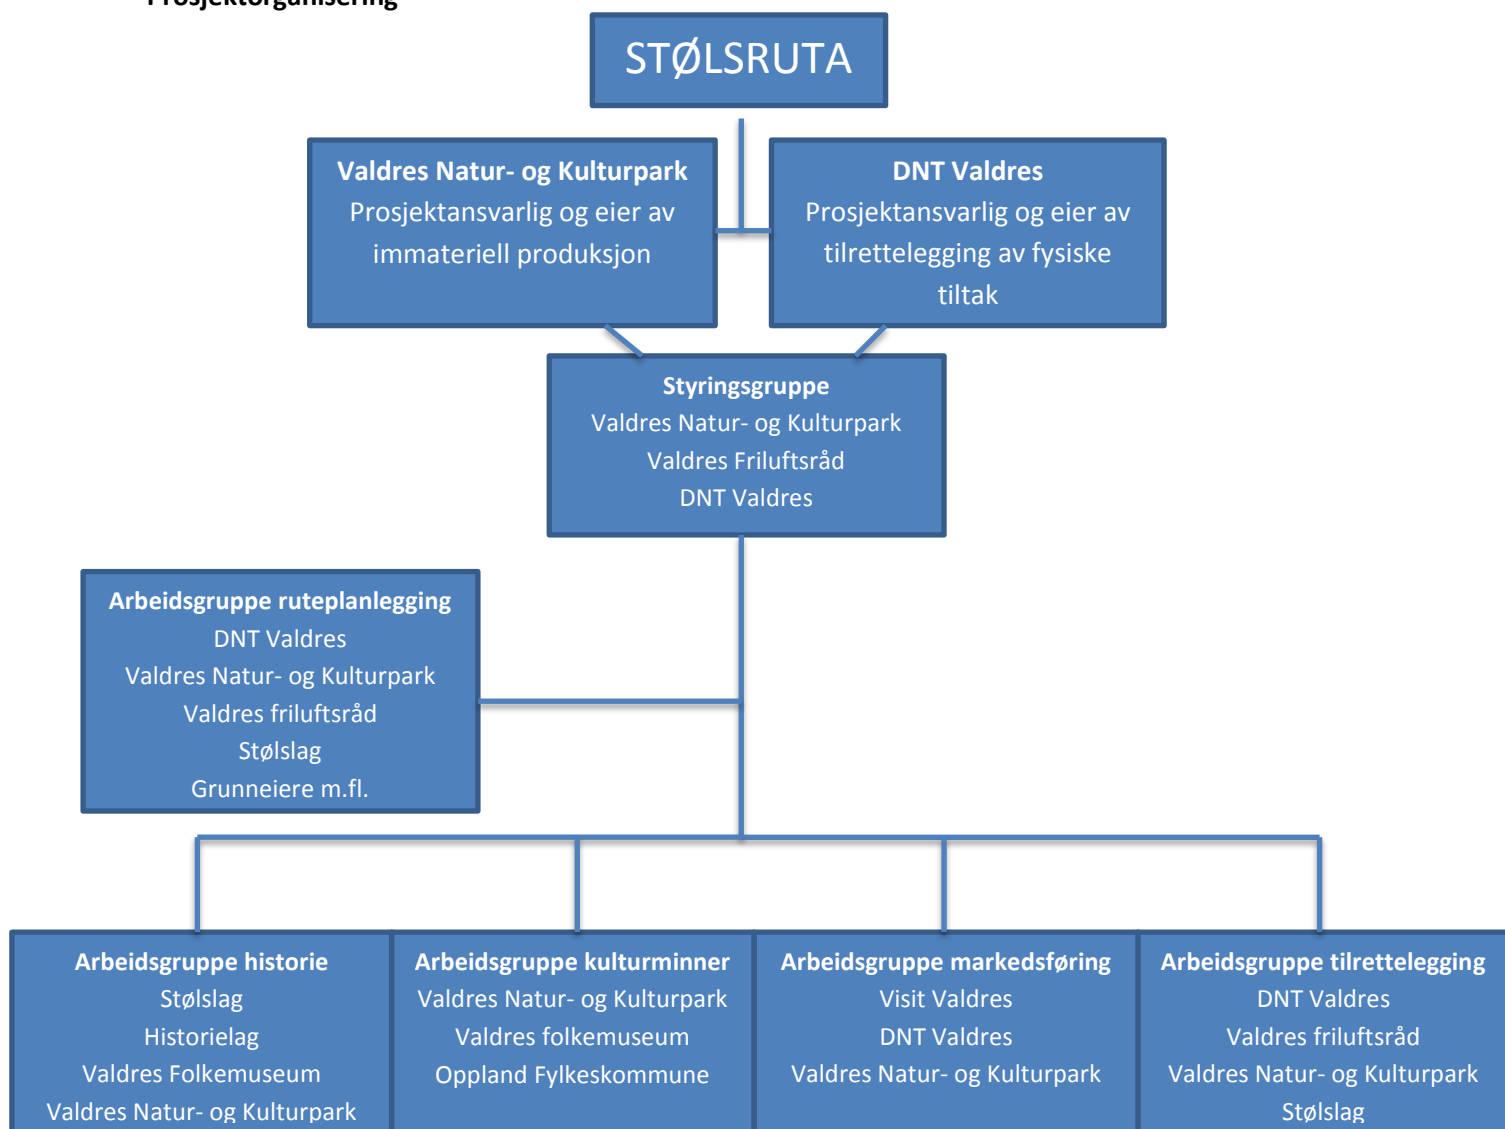 Prosjektorganisering
STØLSRUTA
Valdres Natur- og Kulturpark
Prosjektansvarlig og eier av
immateriell produksjon
DNT Valdres
Prosjektansvarlig og eier av
tilrettelegging av fysiske
tiltak
Styringsgruppe
Valdres Natur- og Kulturpark
Valdres Friluftsråd
DNT Valdres
Arbeidsgruppe ruteplanlegging
DNT Valdres
Valdres Natur- og Kulturpark
Valdres friluftsråd
Stølslag
Grunneiere m.fl.
Arbeidsgruppe historie
Stølslag
Historielag
Valdres Folkemuseum
Valdres Natur- og Kulturpark
Arbeidsgruppe kulturminner
Valdres Natur- og Kulturpark
Valdres folkemuseum
Oppland Fylkeskommune
Arbeidsgruppe markedsføring
Visit Valdres
DNT Valdres
Valdres Natur- og Kulturpark
Arbeidsgruppe tilrettelegging
DNT Valdres
Valdres friluftsråd
Valdres Natur- og Kulturpark
Stølslag